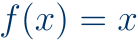 f(x) = x